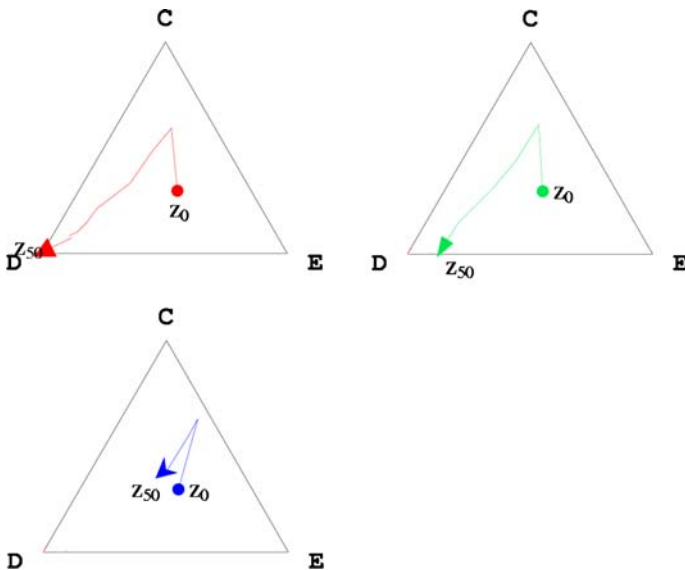 C C
z₀ z₀
z₅₀
D E D z₅₀ E
C
z₅₀ z₀
D E